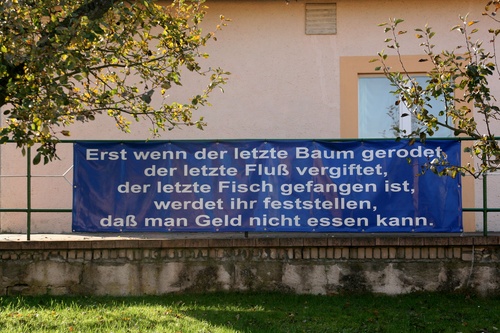 Erst wenn der letzte Baum gerodet,
der letzte Fluß vergiftet,
der letzte Fisch gefangen ist,
werdet ihr feststellen,
daß man Geld nicht essen kann.